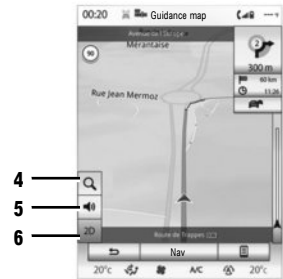 00:20 Guidance map
Mérantaise
90
2
300 m
60 km
11:26
Rue Jean Mermoz
4
5
6
2D
Route de Trappes
Nav
20°c A/C 20°c